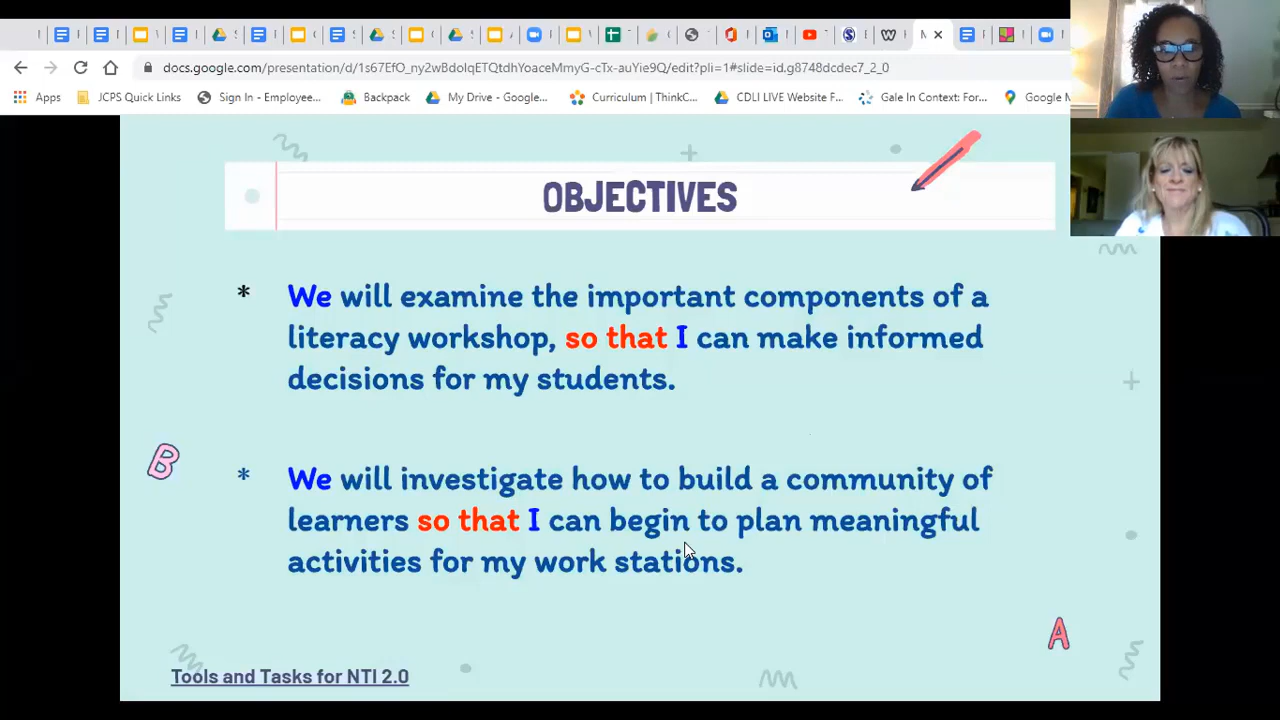 docs.google.com/presentation/d/1s67EfO_ny2wBdolqETQtdhYoaceMmyG-cTx-auYie9Q/edit?pli=1#slide=id.g8748dcdec7_2_0
Apps JCPS Quick Links Sign In - Employee... Backpack My Drive - Google... Curriculum | ThinkC... CDLI LIVE Website F... Gale In Context: For... Google M
OBJECTIVES
* We will examine the important components of a
literacy workshop, so that I can make informed
decisions for my students.
B
* We will investigate how to build a community of
learners so that I can begin to plan meaningful
activities for my work stations.
A
Tools and Tasks for NTI 2.0